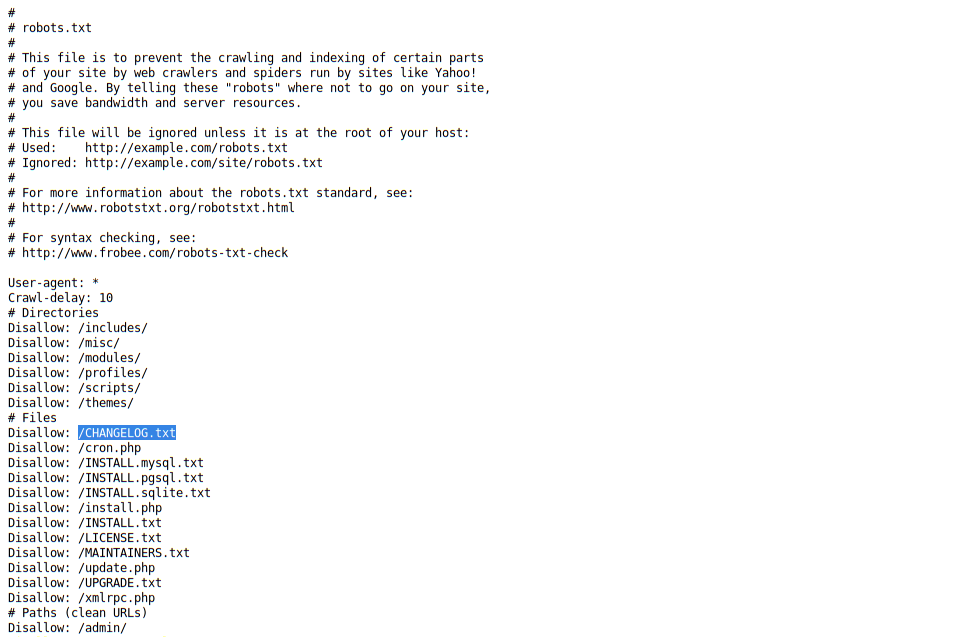 #
# robots.txt
#
# This file is to prevent the crawling and indexing of certain parts
# of your site by web crawlers and spiders run by sites like Yahoo!
# and Google. By telling these "robots" where not to go on your site,
# you save bandwidth and server resources.
#
# This file will be ignored unless it is at the root of your host:
# Used:    http://example.com/robots.txt
# Ignored: http://example.com/site/robots.txt
#
# For more information about the robots.txt standard, see:
# http://www.robotstxt.org/robotstxt.html
#
# For syntax checking, see:
# http://www.frobee.com/robots-txt-check

User-agent: *
Crawl-delay: 10
# Directories
Disallow: /includes/
Disallow: /misc/
Disallow: /modules/
Disallow: /profiles/
Disallow: /scripts/
Disallow: /themes/
# Files
Disallow: /CHANGELOG.txt
Disallow: /cron.php
Disallow: /INSTALL.mysql.txt
Disallow: /INSTALL.pgsql.txt
Disallow: /INSTALL.sqlite.txt
Disallow: /install.php
Disallow: /INSTALL.txt
Disallow: /LICENSE.txt
Disallow: /MAINTAINERS.txt
Disallow: /update.php
Disallow: /UPGRADE.txt
Disallow: /xmlrpc.php
# Paths (clean URLs)
Disallow: /admin/